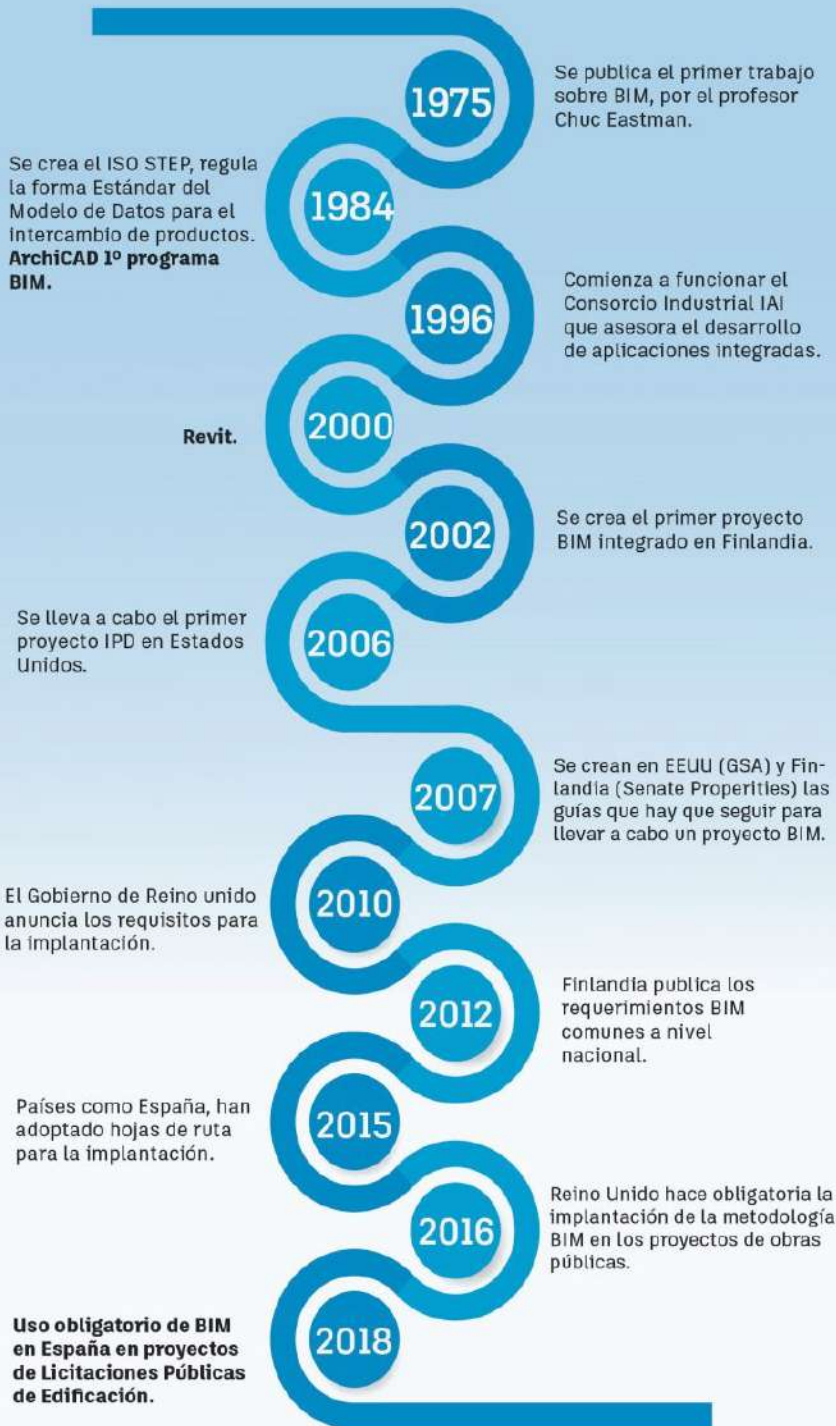 1975
Se publica el primer trabajo
sobre BIM, por el profesor
Chuc Eastman.
Se crea el ISO STEP, regula
la forma Estándar del
Modelo de Datos para el
intercambio de productos.
ArchiCAD 1º programa
BIM.
1984
1996
Comienza a funcionar el
Consorcio Industrial IAI
que asesora el desarrollo
de aplicaciones integradas.
Revit.
2000
2002
Se crea el primer proyecto
BIM integrado en Finlandia.
Se lleva a cabo el primer
proyecto IPD en Estados
Unidos.
2006
2007
Se crean en EEUU (GSA) y Fin-
landia (Senate Properities) las
guías que hay que seguir para
llevar a cabo un proyecto BIM.
El Gobierno de Reino unido
anuncia los requisitos para
la implantación.
2010
2012
Finlandia publica los
requerimientos BIM
comunes a nivel
nacional.
Países como España, han
adoptado hojas de ruta
para la implantación.
2015
2016
Reino Unido hace obligatoria la
implantación de la metodología
BIM en los proyectos de obras
públicas.
Uso obligatorio de BIM
en España en proyectos
de Licitaciones Públicas
de Edificación.
2018